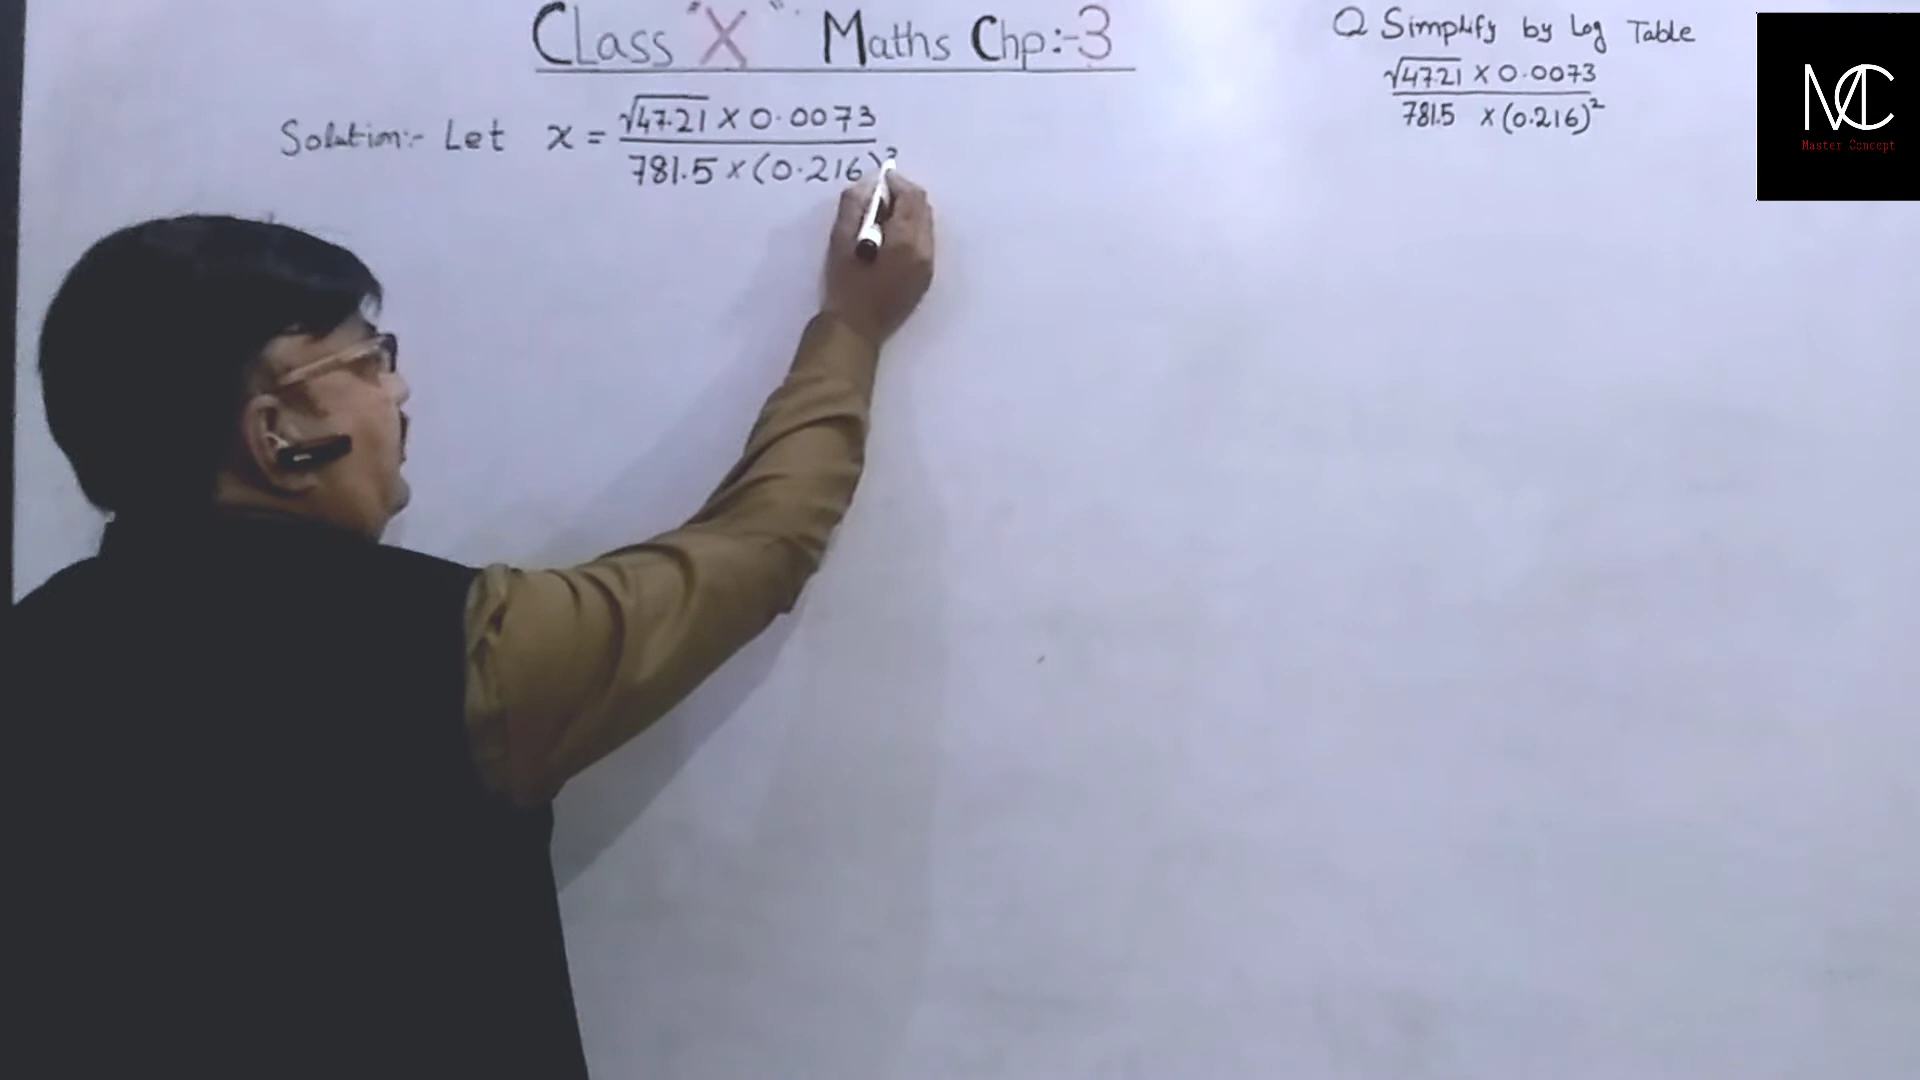 CLass "X" Maths Chp:-3
Q Simplify by Log Table
√47.21 × 0.0073
781.5 × (0.216)²
Solution:- Let x = √47.21 × 0.0073
781.5 × (0.216)²
MC
Master Concept